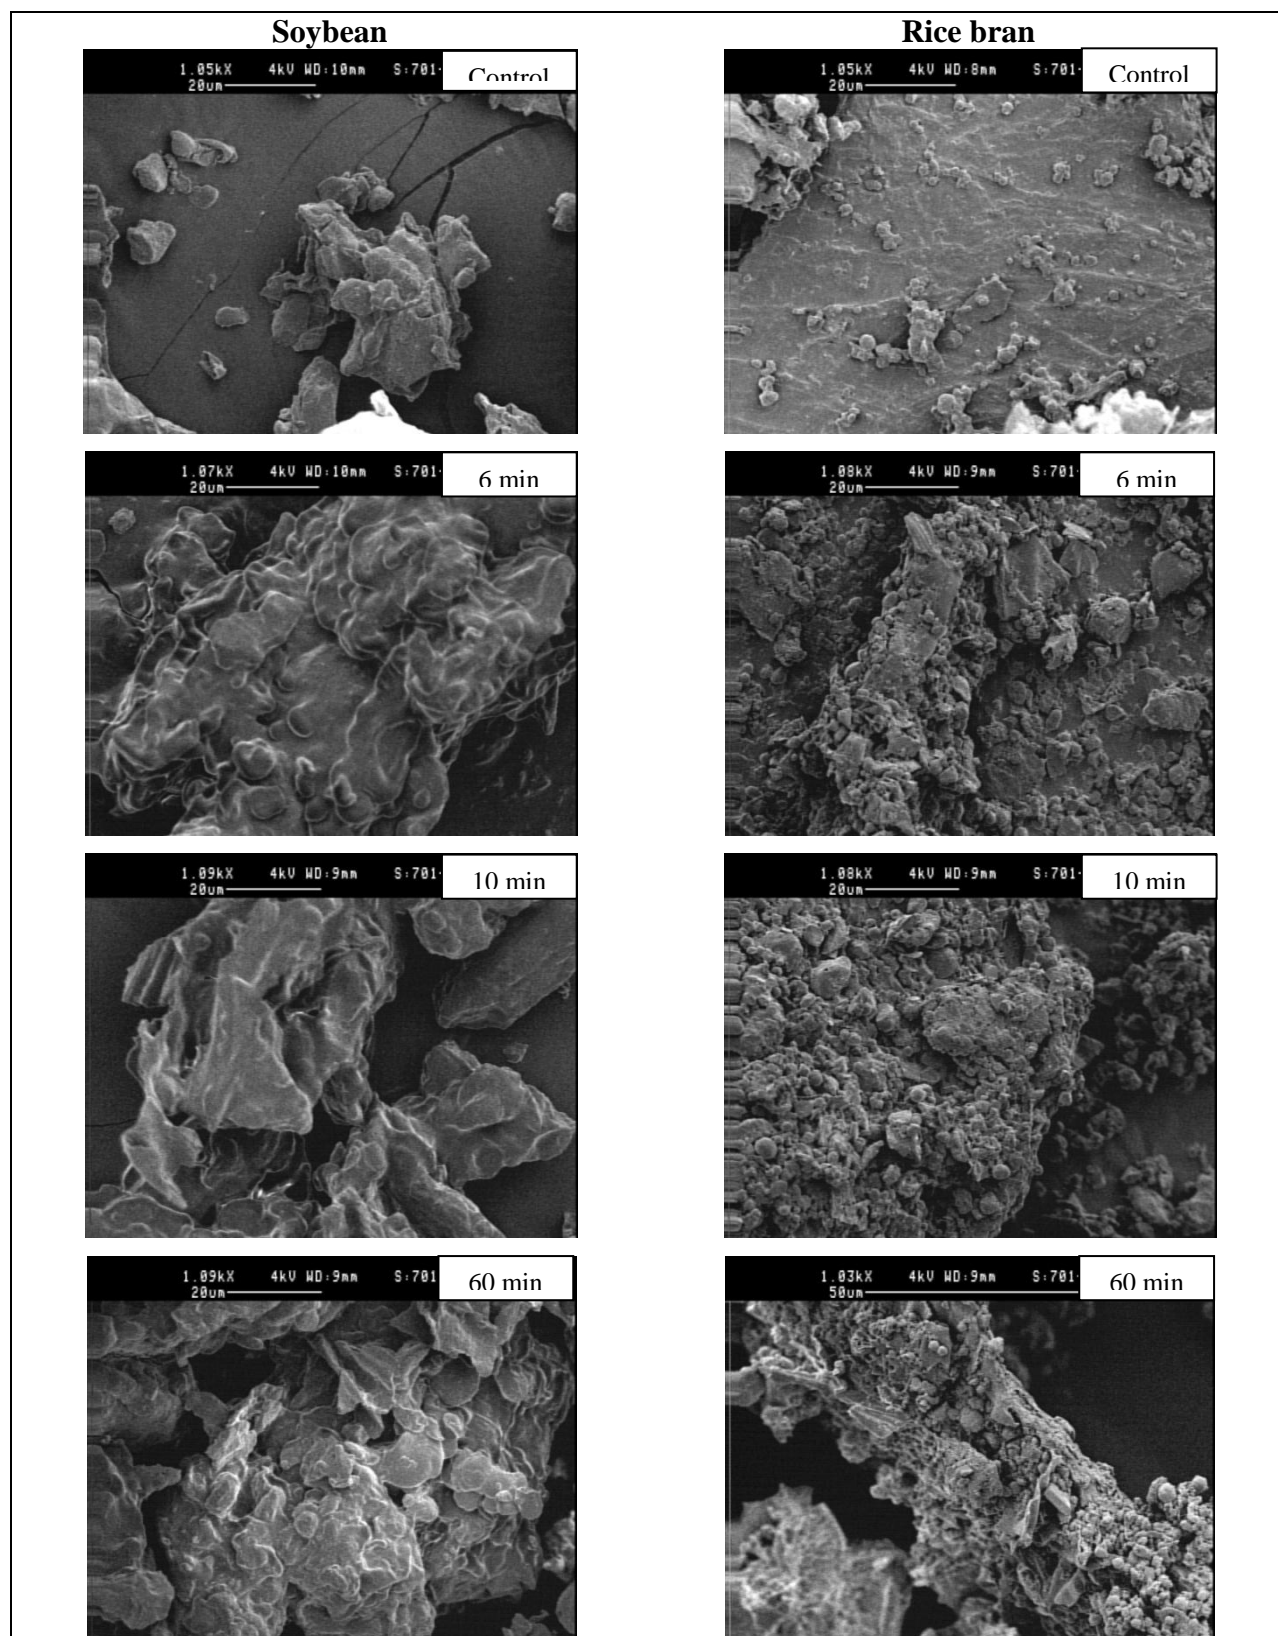 Soybean
Rice bran
1.05kX 4kV WD:10mm S:701
20um
Control
1.05kX 4kV WD:8mm S:701
20um
Control
1.07kX 4kV WD:10mm S:701
20um
6 min
1.08kX 4kV WD:9mm S:701
20um
6 min
1.09kX 4kV WD:9mm S:701
20um
10 min
1.08kX 4kV WD:9mm S:701
20um
10 min
1.09kX 4kV WD:9mm S:701
20um
60 min
1.03kX 4kV WD:9mm S:701
50um
60 min